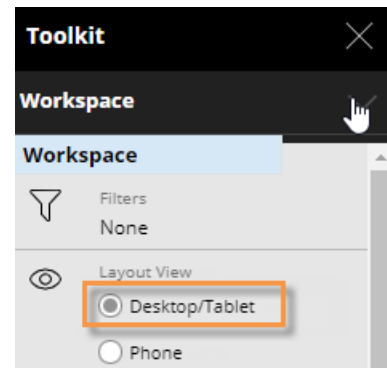 Toolkit
Workspace
Workspace
Filters
None
Layout View
Desktop/Tablet
Phone